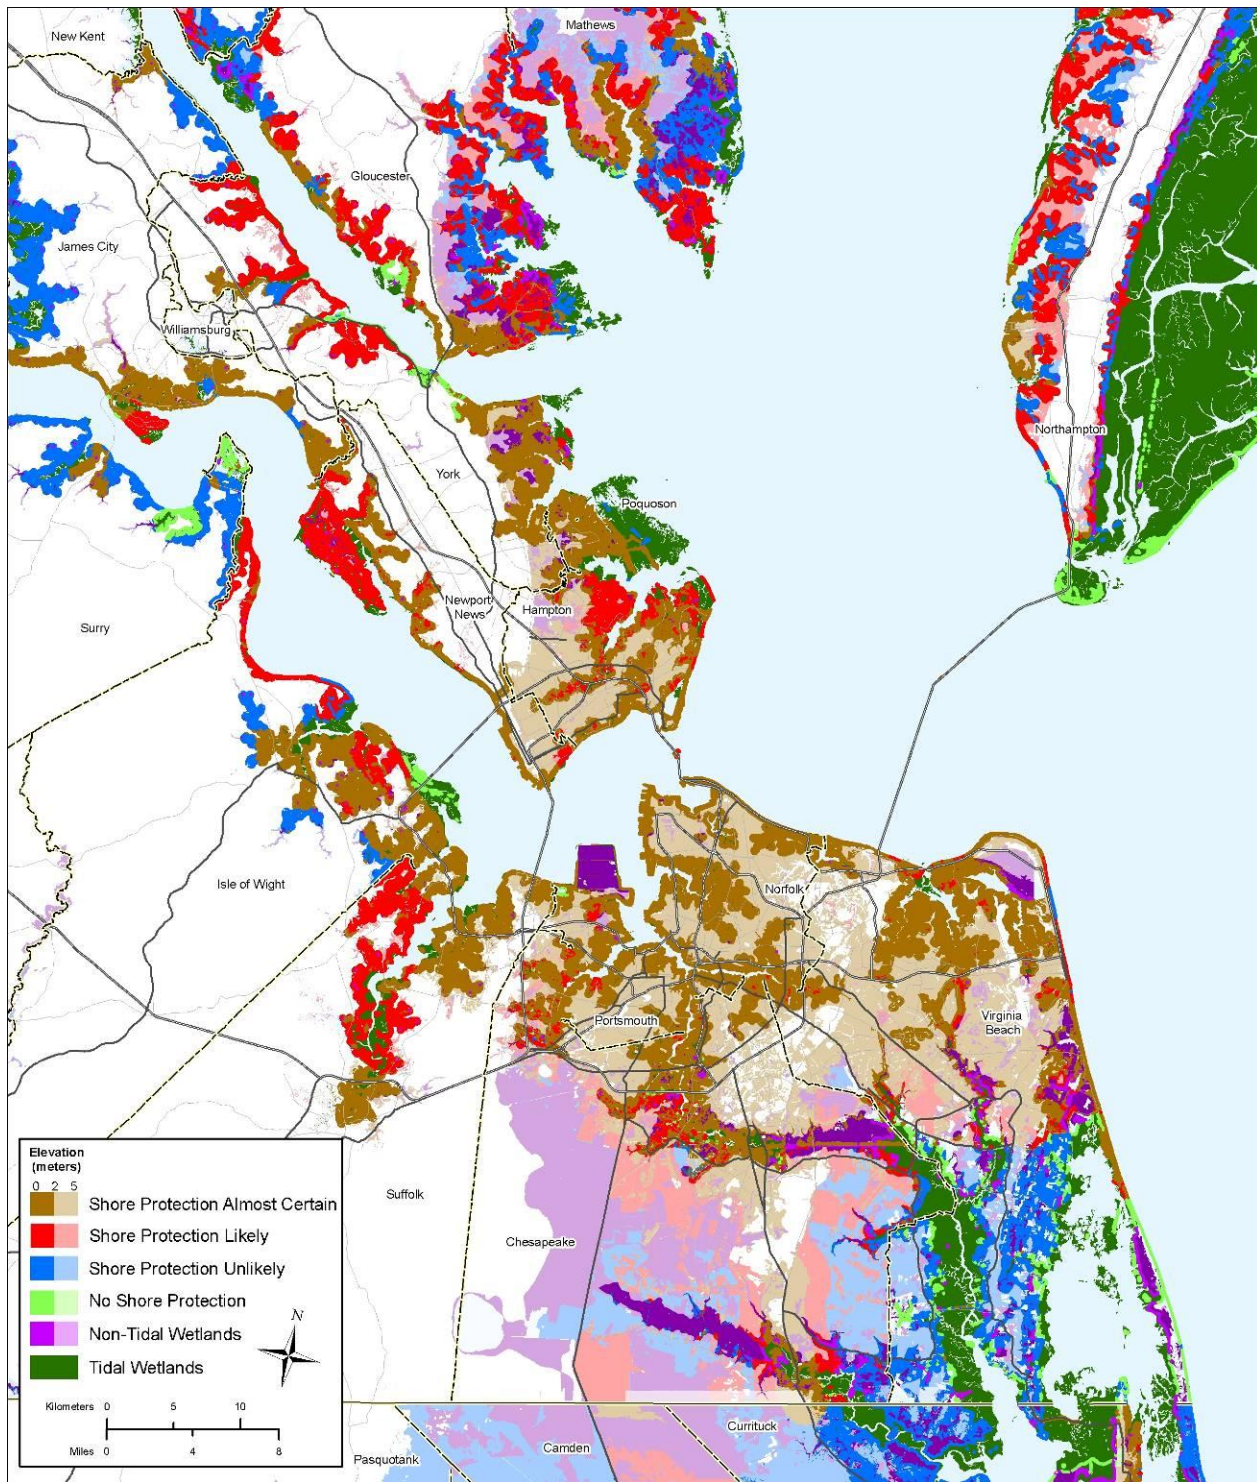 Mathews
New Kent
Gloucester
James City
Williamsburg
Northampton
York
Poquoson
Newport
News
Hampton
Surry
Isle of Wight
Norfolk
Virginia
Beach
Portsmouth
Suffolk
Chesapeake
Currituck
Camden
Pasquotank
Elevation
(meters)
0 2 5
Shore Protection Almost Certain
Shore Protection Likely
Shore Protection Unlikely
No Shore Protection
Non-Tidal Wetlands
Tidal Wetlands
N
Kilometers
0 5 10
Miles 0 4 8